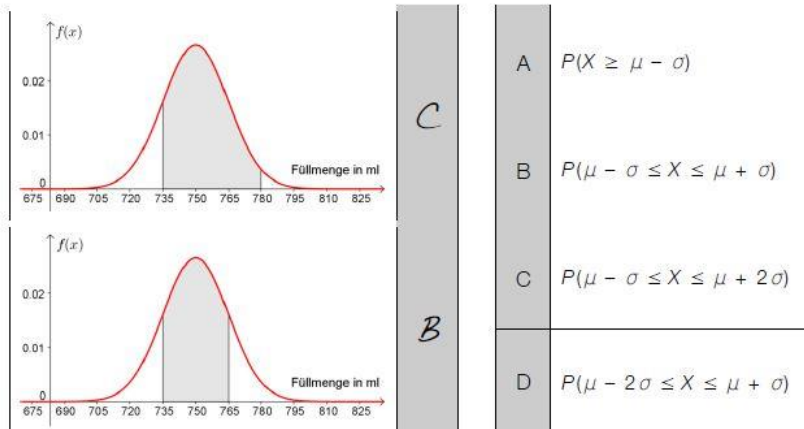 f(x)
0.02
0.01
0
Füllmenge in ml
675 690 705 720 735 750 765 780 795 810 825
C
f(x)
0.02
0.01
0
Füllmenge in ml
675 690 705 720 735 750 765 780 795 810 825
B
A P(X ≥ μ − σ)
B P(μ − σ ≤ X ≤ μ + σ)
C P(μ − σ ≤ X ≤ μ + 2σ)
D P(μ − 2σ ≤ X ≤ μ + σ)